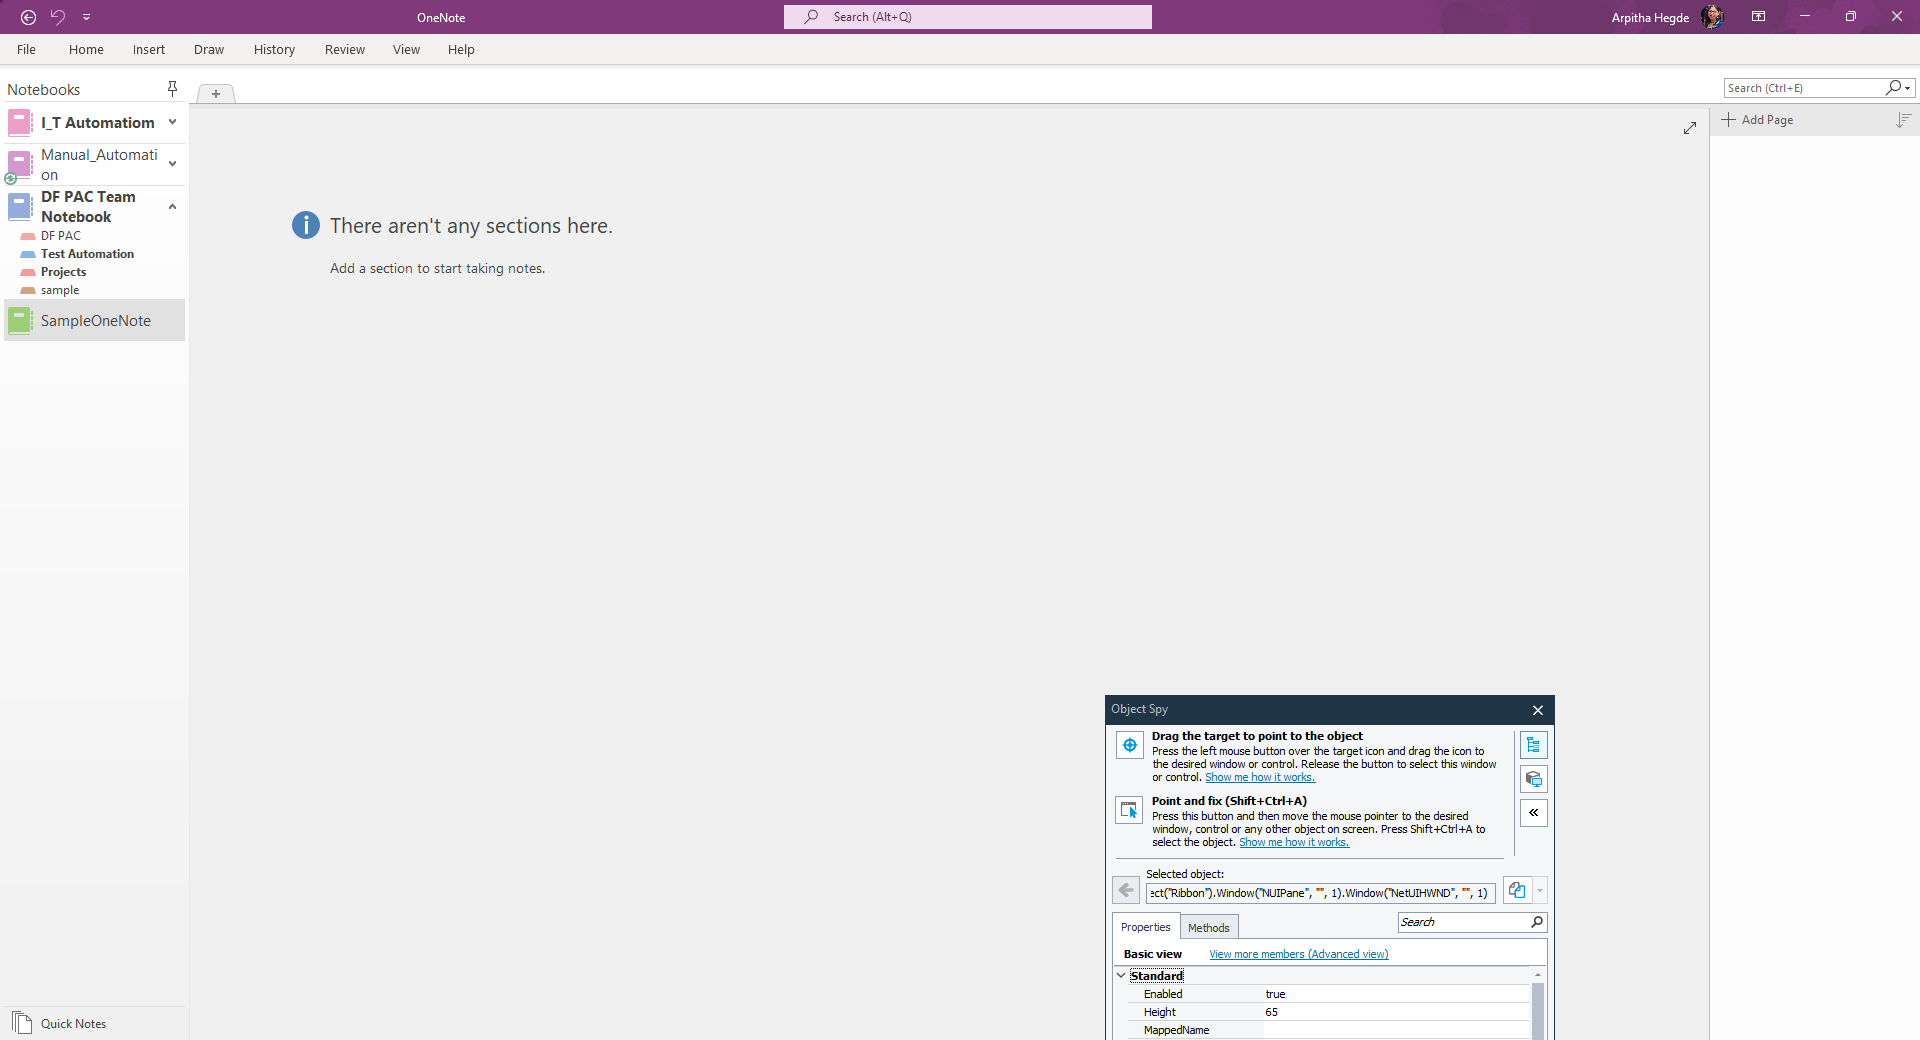 OneNote
Search (Alt+Q)
Arpitha Hegde
File Home Insert Draw History Review View Help
Notebooks
Search (Ctrl+E)
I_T Automatiom
Add Page
Manual_Automati
on
DF PAC Team
Notebook
DF PAC
Test Automation
Projects
sample
SampleOneNote
There aren't any sections here.
Add a section to start taking notes.
Object Spy
Drag the target to point to the object
Press the left mouse button over the target icon and drag the icon to
the desired window or control. Release the button to select this window
or control. Show me how it works.
Point and fix (Shift+Ctrl+A)
Press this button and then move the mouse pointer to the desired
window, control or any other object on screen. Press Shift+Ctrl+A to
select the object. Show me how it works.
Selected object:
ect("Ribbon").Window("NUIPane", "", 1).Window("NetUIHWND", "", 1)
Properties Methods Search
Basic view View more members (Advanced view)
Standard
Enabled true
Height 65
MappedName
Quick Notes